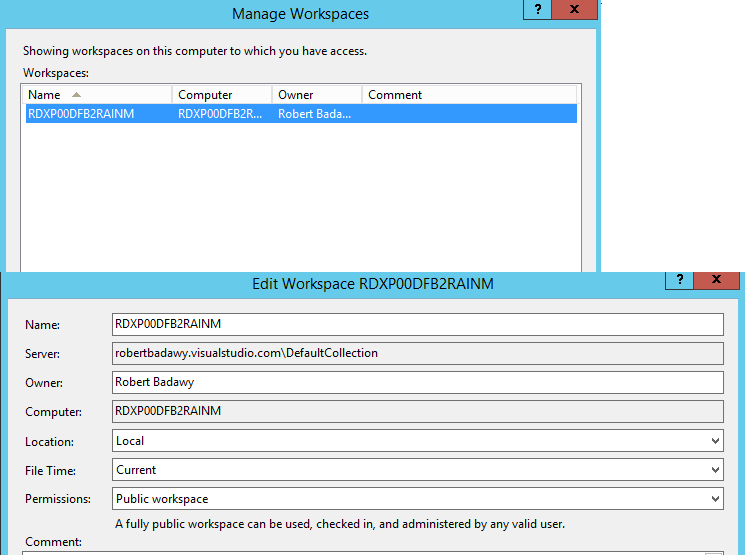 Manage Workspaces
?
x
Showing workspaces on this computer to which you have access.
Workspaces:
Name Computer Owner Comment
RDXP00DFB2RAINM RDXP00DFB2R... Robert Bada...
Edit Workspace RDXP00DFB2RAINM
?
x
Name: RDXP00DFB2RAINM
Server: robertbadawy.visualstudio.com\DefaultCollection
Owner: Robert Badawy
Computer: RDXP00DFB2RAINM
Location: Local
File Time: Current
Permissions: Public workspace
A fully public workspace can be used, checked in, and administered by any valid user.
Comment: